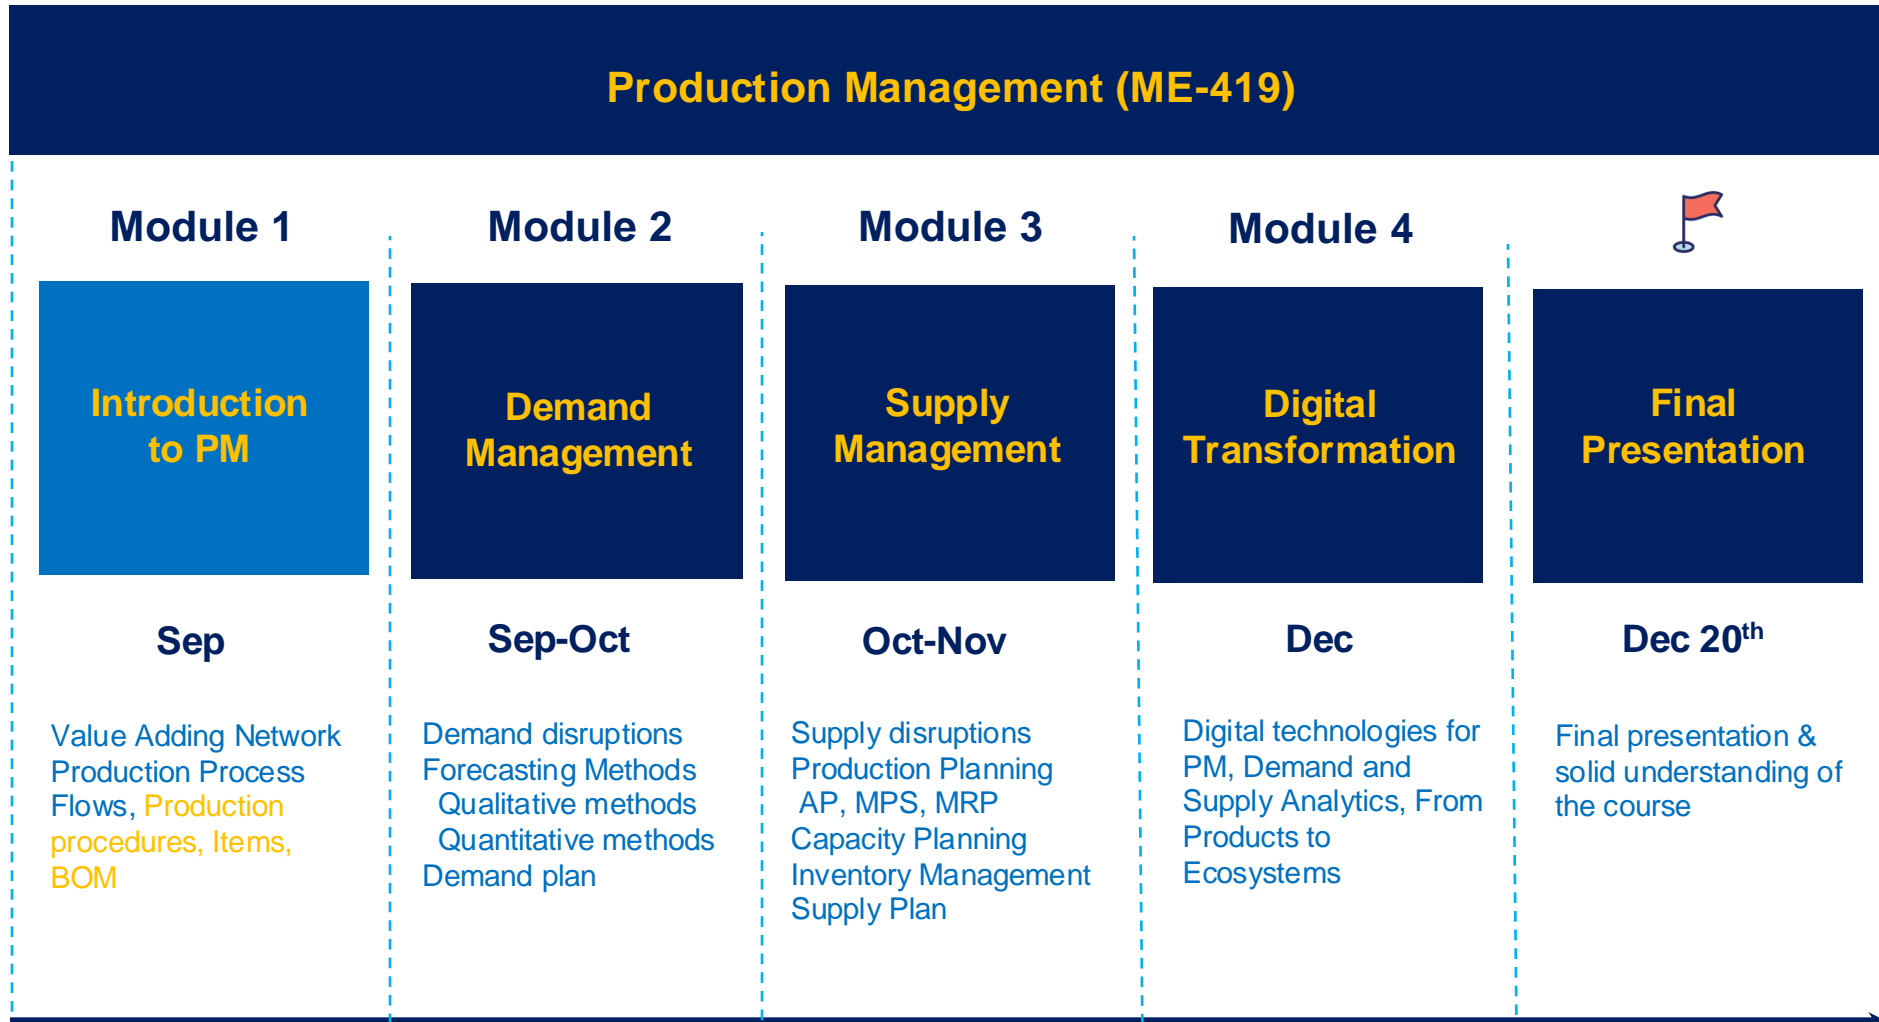 Production Management (ME-419)
Module 1
Module 2
Module 3
Module 4
Introduction
to PM
Demand
Management
Supply
Management
Digital
Transformation
Final
Presentation
Sep
Sep-Oct
Oct-Nov
Dec
Dec 20th
Value Adding Network
Production Process
Flows, Production
procedures, Items,
BOM
Demand disruptions
Forecasting Methods
Qualitative methods
Quantitative methods
Demand plan
Supply disruptions
Production Planning
AP, MPS, MRP
Capacity Planning
Inventory Management
Supply Plan
Digital technologies for
PM, Demand and
Supply Analytics, From
Products to
Ecosystems
Final presentation &
solid understanding of
the course